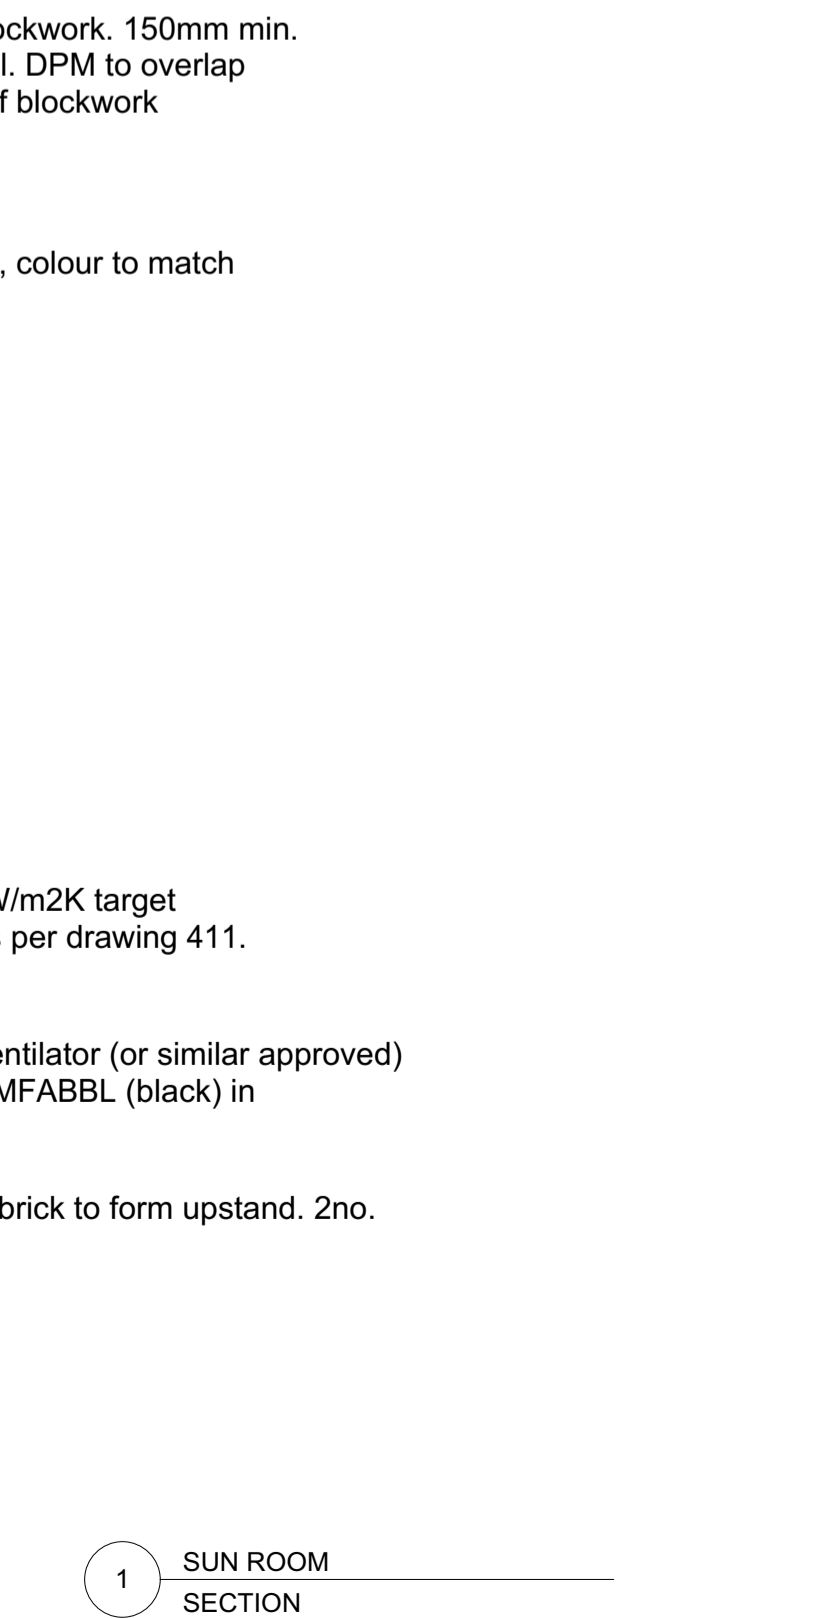 ockwork. 150mm min.
l. DPM to overlap
f blockwork
, colour to match
W/m2K target
per drawing 411.
entilator (or similar approved)
MFABBL (black) in
brick to form upstand. 2no.
1
SUN ROOM
SECTION